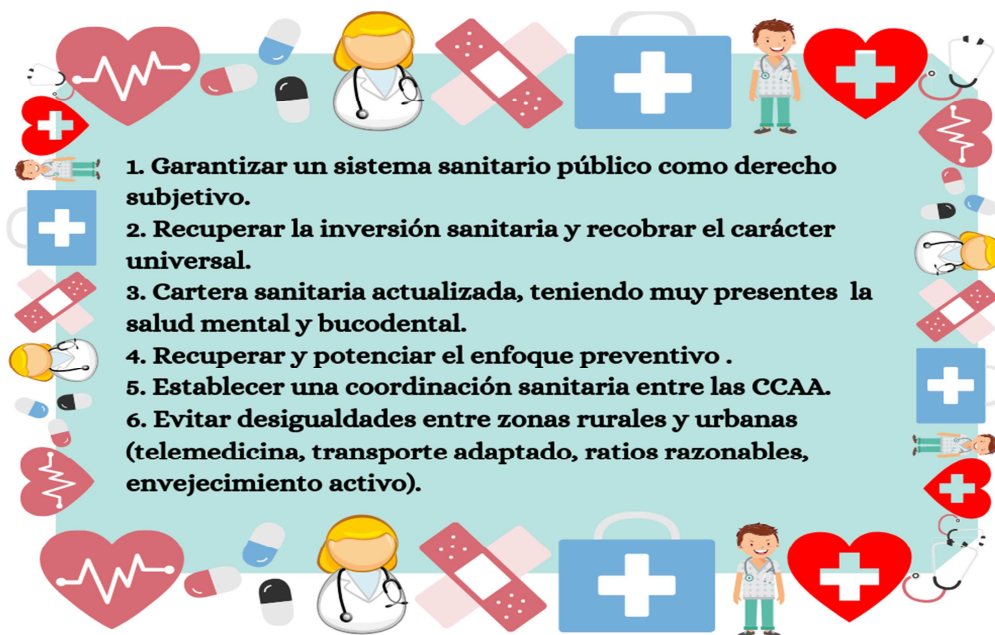 1. Garantizar un sistema sanitario público como derecho
subjetivo.
2. Recuperar la inversión sanitaria y recobrar el carácter
universal.
3. Cartera sanitaria actualizada, teniendo muy presentes  la
salud mental y bucodental.
4. Recuperar y potenciar el enfoque preventivo .
5. Establecer una coordinación sanitaria entre las CCAA.
6. Evitar desigualdades entre zonas rurales y urbanas
(telemedicina, transporte adaptado, ratios razonables,
envejecimiento activo).